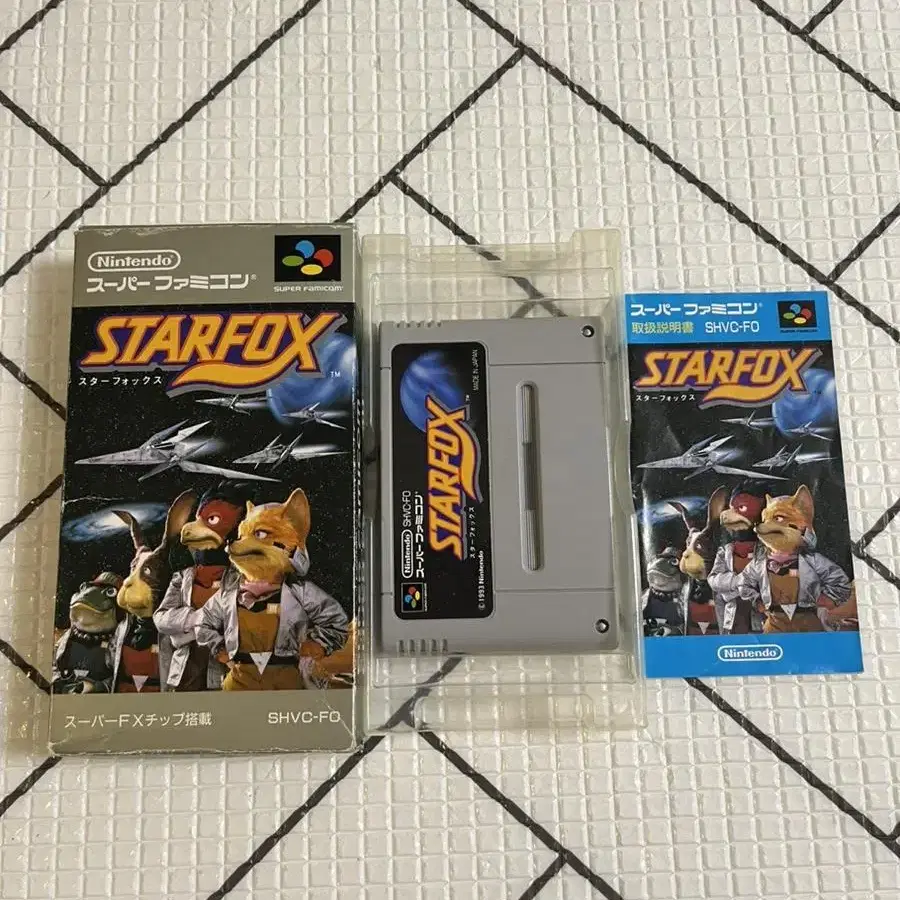 Nintendo
スーパーファミコン®
SUPER FAMICOM
STARFOX
TM
スターフォックス
スーパーFXチップ搭載
SHVC-FO
MADE IN JAPAN
STARFOX
TM
スターフォックス
Nintendo SHVC-FO
スーパーファミコン
© 1993 Nintendo
スーパーファミコン®
取扱説明書 SHVC-FO
SUPER FAMICOM
STARFOX
スターフォックス
Nintendo